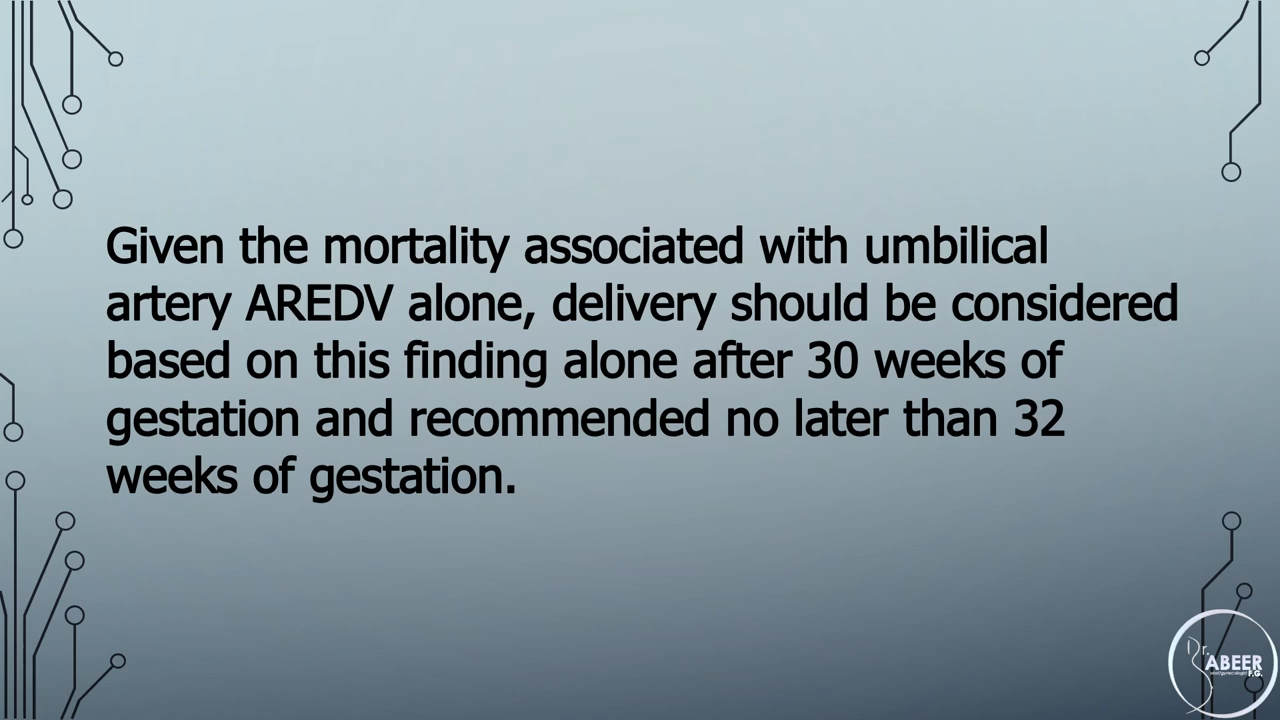 Given the mortality associated with umbilical
artery AREDV alone, delivery should be considered
based on this finding alone after 30 weeks of
gestation and recommended no later than 32
weeks of gestation.
Dr.
ABEER
F.G.